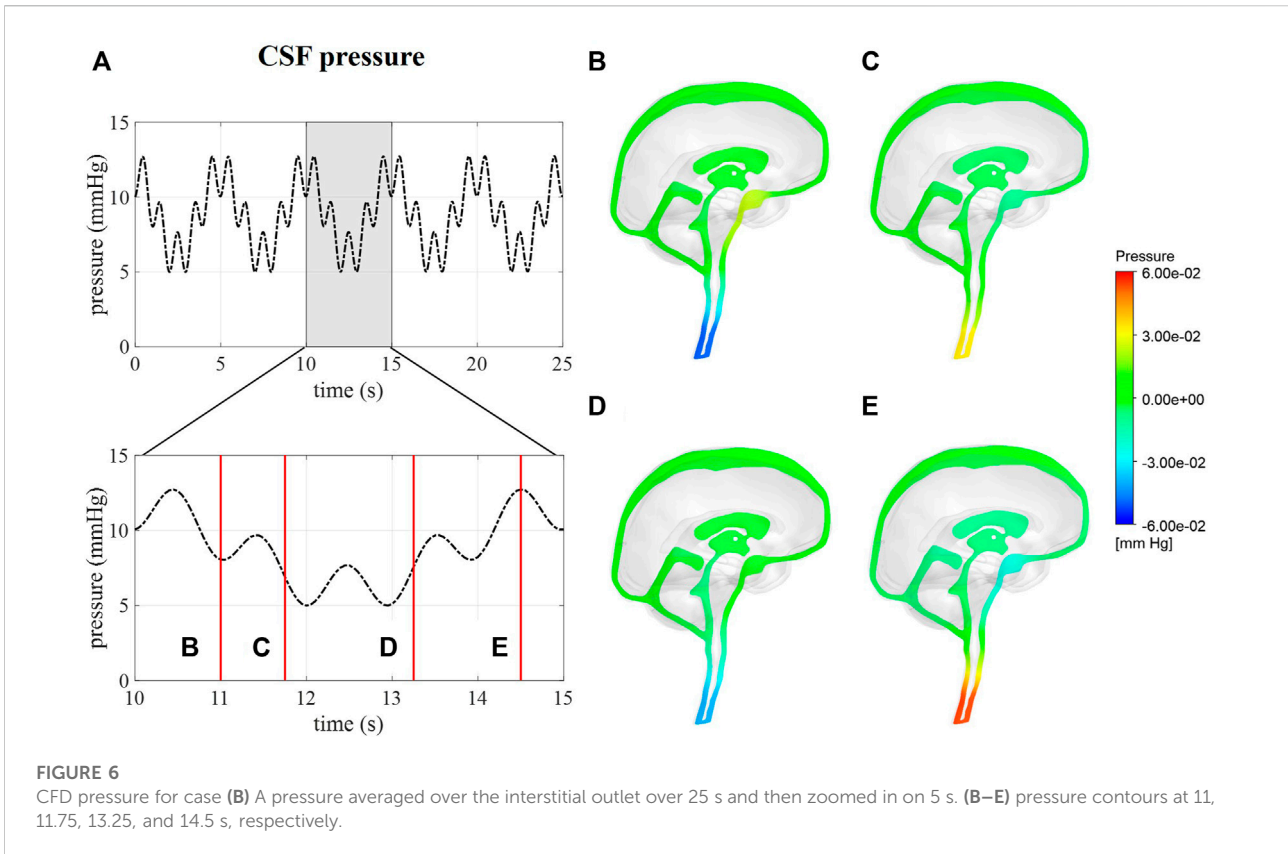 A
CSF pressure
15
10
5
0
pressure (mmHg)
0 5 10 15 20 25
time (s)
15
10
5
0
pressure (mmHg)
B C D E
10 11 12 13 14 15
time (s)
B
C
D
E
Pressure
6.00e-02
3.00e-02
0.00e+00
-3.00e-02
-6.00e-02
[mm Hg]
FIGURE 6
CFD pressure for case (B) A pressure averaged over the interstitial outlet over 25 s and then zoomed in on 5 s. (B–E) pressure contours at 11,
11.75, 13.25, and 14.5 s, respectively.